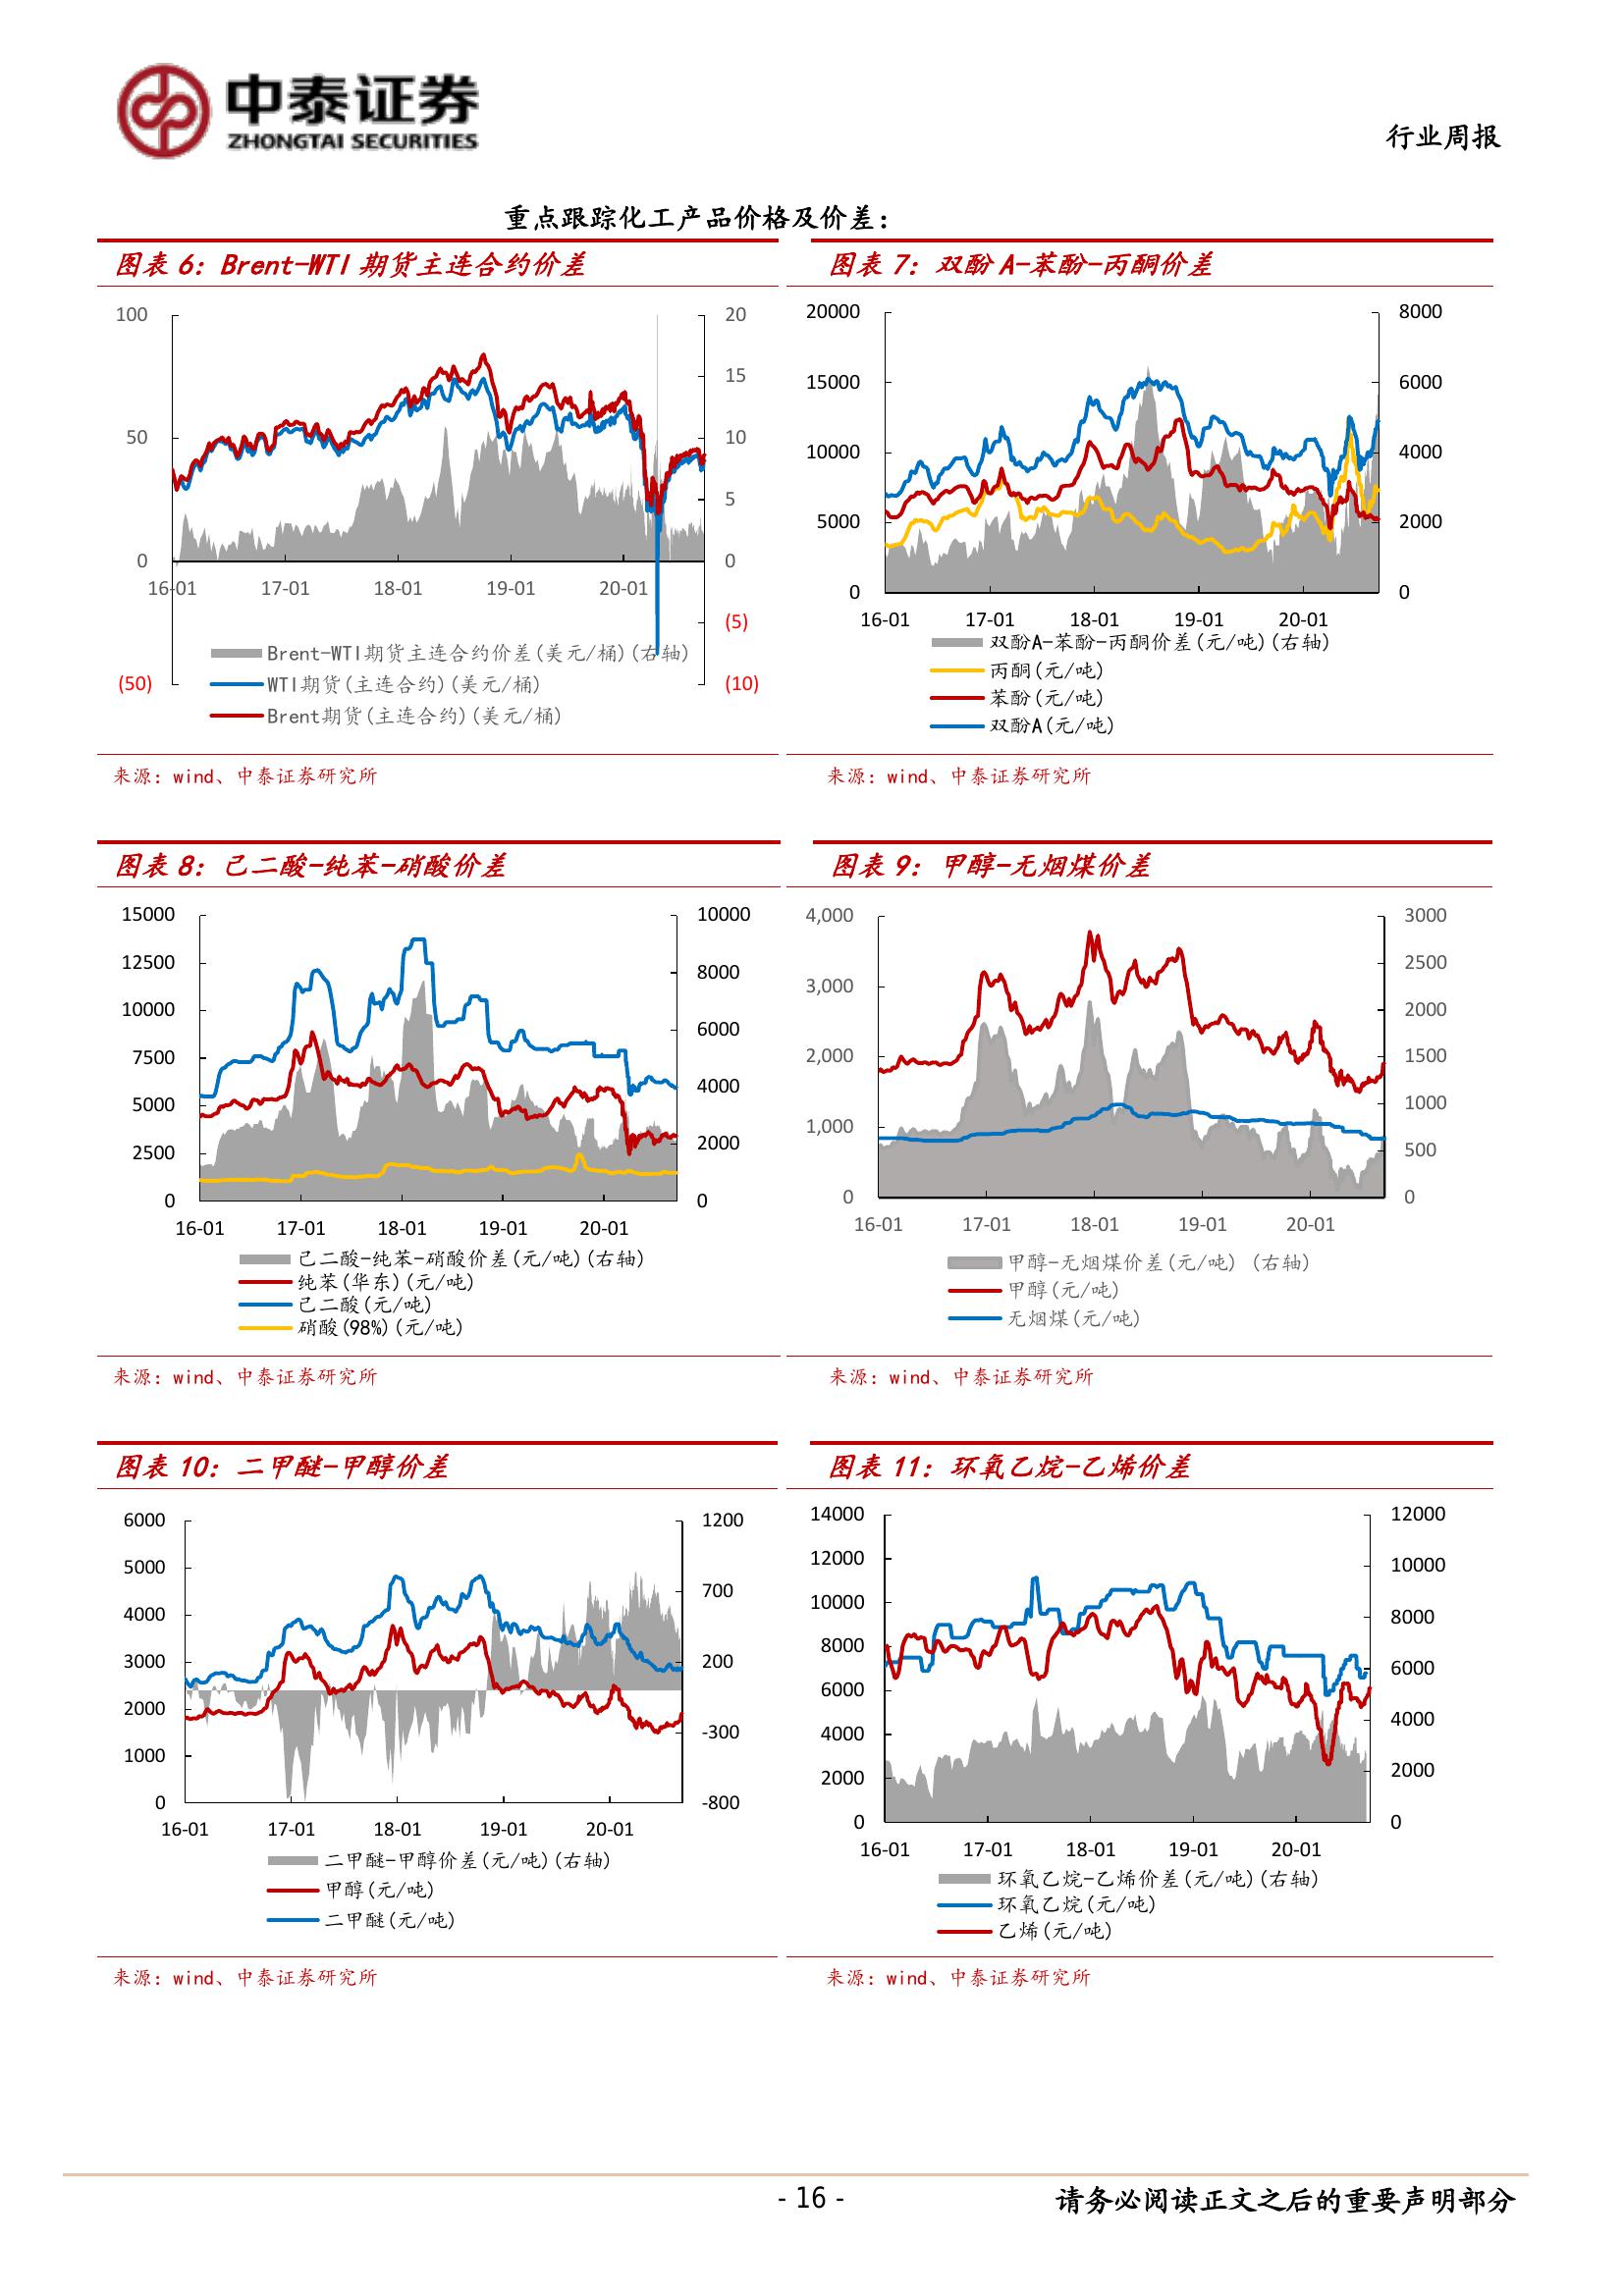 中泰证券
ZHONGTAI SECURITIES
行业周报
重点跟踪化工产品价格及价差：
图表 6：Brent-WTI 期货主连合约价差
100
50
0
(50)
20
15
10
5
0
(5)
(10)
16-01 17-01 18-01 19-01 20-01
Brent-WTI期货主连合约价差(美元/桶)(右轴)
WTI期货(主连合约)(美元/桶)
Brent期货(主连合约)(美元/桶)
来源：wind、中泰证券研究所
图表 7：双酚 A-苯酚-丙酮价差
20000
15000
10000
5000
0
8000
6000
4000
2000
0
16-01 17-01 18-01 19-01 20-01
双酚A-苯酚-丙酮价差(元/吨)(右轴)
丙酮(元/吨)
苯酚(元/吨)
双酚A(元/吨)
来源：wind、中泰证券研究所
图表 8：己二酸-纯苯-硝酸价差
15000
12500
10000
7500
5000
2500
0
10000
8000
6000
4000
2000
0
16-01 17-01 18-01 19-01 20-01
己二酸-纯苯-硝酸价差(元/吨)(右轴)
纯苯(华东)(元/吨)
己二酸(元/吨)
硝酸(98%)(元/吨)
来源：wind、中泰证券研究所
图表 9：甲醇-无烟煤价差
4,000
3,000
2,000
1,000
0
3000
2500
2000
1500
1000
500
0
16-01 17-01 18-01 19-01 20-01
甲醇-无烟煤价差(元/吨) (右轴)
甲醇(元/吨)
无烟煤(元/吨)
来源：wind、中泰证券研究所
图表 10：二甲醚-甲醇价差
6000
5000
4000
3000
2000
1000
0
1200
700
200
-300
-800
16-01 17-01 18-01 19-01 20-01
二甲醚-甲醇价差(元/吨)(右轴)
甲醇(元/吨)
二甲醚(元/吨)
来源：wind、中泰证券研究所
图表 11：环氧乙烷-乙烯价差
14000
12000
10000
8000
6000
4000
2000
0
12000
10000
8000
6000
4000
2000
0
16-01 17-01 18-01 19-01 20-01
环氧乙烷-乙烯价差(元/吨)(右轴)
环氧乙烷(元/吨)
乙烯(元/吨)
来源：wind、中泰证券研究所
- 16 -
请务必阅读正文之后的重要声明部分